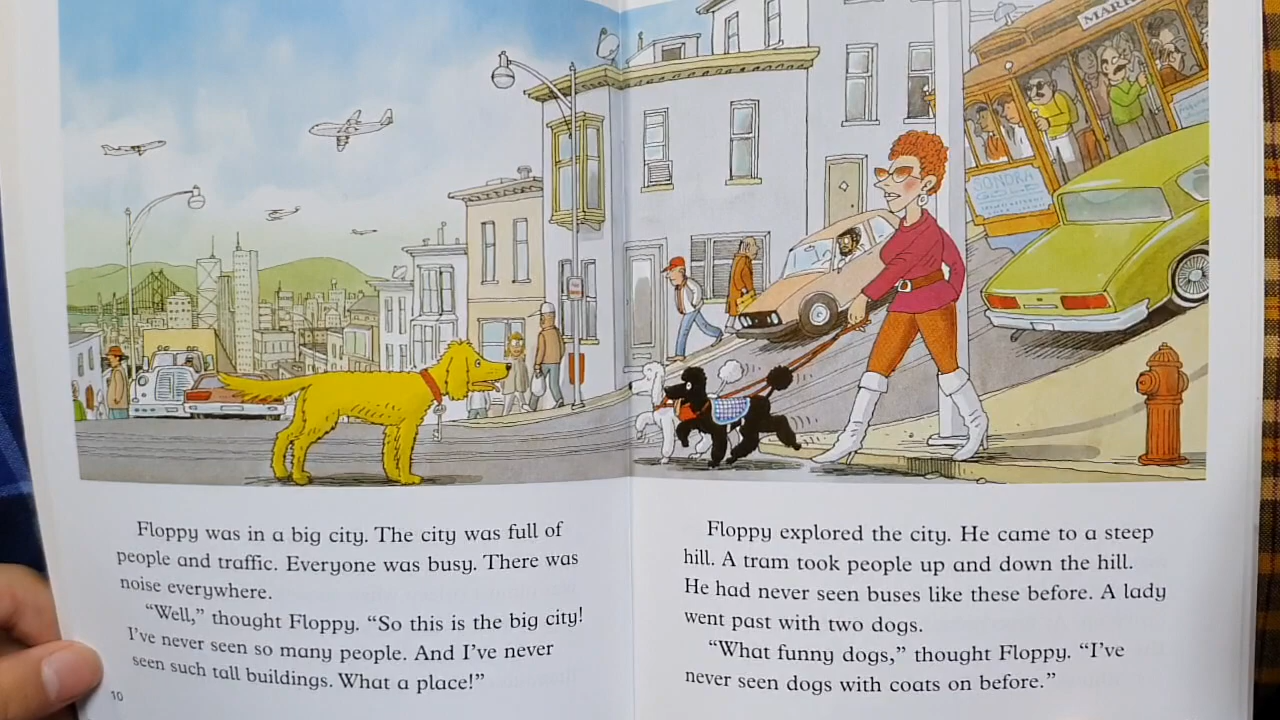 MARK
SONORA
GOLD
Floppy was in a big city. The city was full of
people and traffic. Everyone was busy. There was
noise everywhere.
“Well,” thought Floppy. “So this is the big city!
I’ve never seen so many people. And I’ve never
seen such tall buildings. What a place!”
10
Floppy explored the city. He came to a steep
hill. A tram took people up and down the hill.
He had never seen buses like these before. A lady
went past with two dogs.
“What funny dogs,” thought Floppy. “I’ve
never seen dogs with coats on before.”